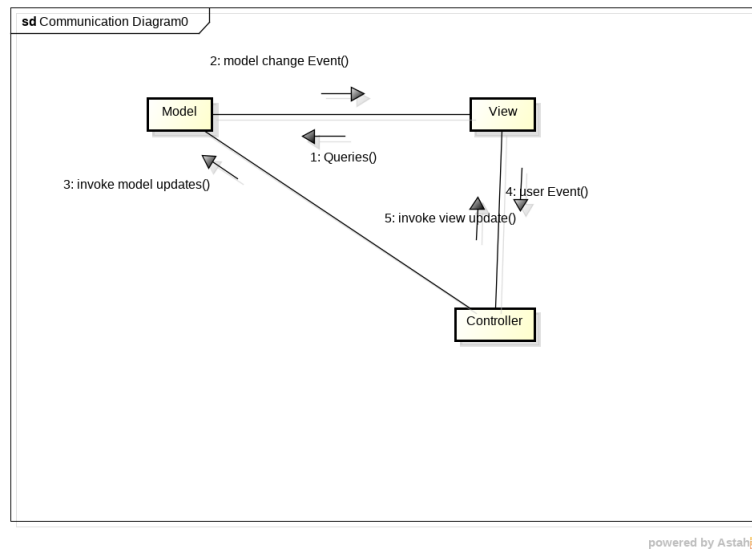 sd Communication Diagram0
2: model change Event()
Model
View
1: Queries()
3: invoke model updates()
4: user Event()
5: invoke view update()
Controller
powered by Astah